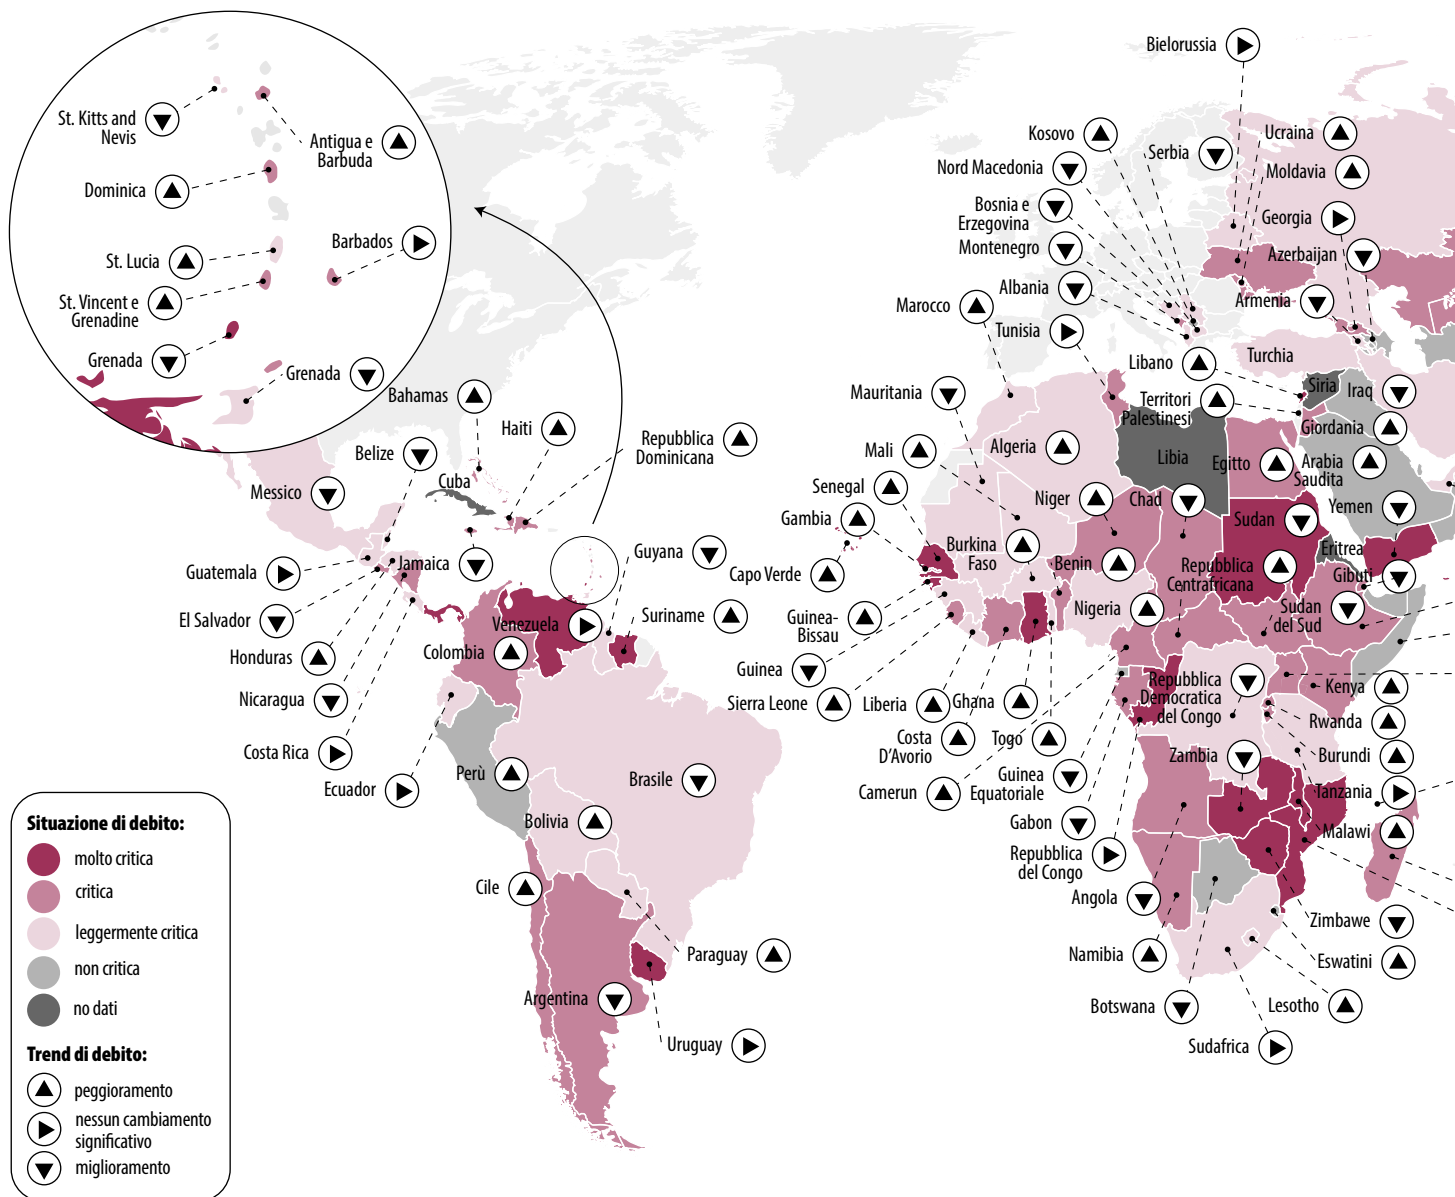 St. Kitts and
Nevis
Antigua e
Barbuda
Dominica
Barbados
St. Lucia
St. Vincent e
Grenadine
Grenada
Grenada
Bahamas
Haiti
Repubblica
Dominicana
Belize
Cuba
Messico
Jamaica
Guyana
Guatemala
El Salvador
Suriname
Venezuela
Colombia
Honduras
Nicaragua
Costa Rica
Ecuador
Perù
Brasile
Bolivia
Cile
Paraguay
Argentina
Uruguay
Bielorussia
Kosovo
Serbia
Ucraina
Nord Macedonia
Moldavia
Bosnia e
Erzegovina
Georgia
Montenegro
Azerbaijan
Albania
Armenia
Marocco
Tunisia
Turchia
Libano
Siria
Iraq
Mauritania
Territori
Palestinesi
Giordania
Mali
Algeria
Libia
Egitto
Arabia
Saudita
Senegal
Niger
Chad
Yemen
Gambia
Sudan
Burkina
Faso
Eritrea
Capo Verde
Benin
Repubblica
Centrafricana
Gibuti
Guinea-
Bissau
Nigeria
Sudan
del Sud
Guinea
Sierra Leone
Liberia
Ghana
Repubblica
Democratica
del Congo
Kenya
Rwanda
Costa
D'Avorio
Togo
Burundi
Camerun
Guinea
Equatoriale
Zambia
Tanzania
Gabon
Malawi
Repubblica
del Congo
Angola
Zimbawe
Namibia
Eswatini
Botswana
Lesotho
Sudafrica
Situazione di debito:
molto critica
critica
leggermente critica
non critica
no dati
Trend di debito:
peggioramento
nessun cambiamento
significativo
miglioramento